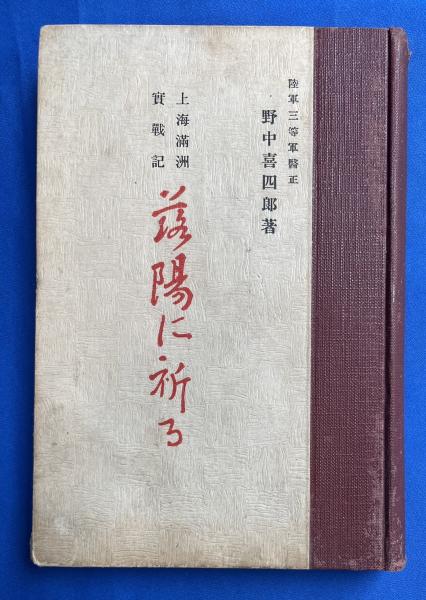 陸軍三等軍醫正
野中喜四郎著
上海滿洲
實戰記
落陽に祈る